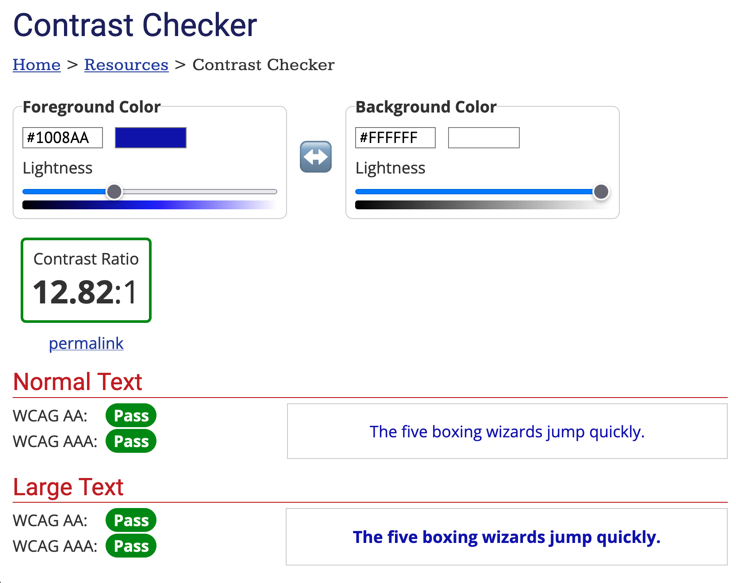 Contrast Checker
Home > Resources > Contrast Checker
Foreground Color
#1008AA
Lightness
Background Color
#FFFFFF
Lightness
Contrast Ratio
12.82:1
permalink
Normal Text
WCAG AA: Pass
WCAG AAA: Pass
The five boxing wizards jump quickly.
Large Text
WCAG AA: Pass
WCAG AAA: Pass
The five boxing wizards jump quickly.